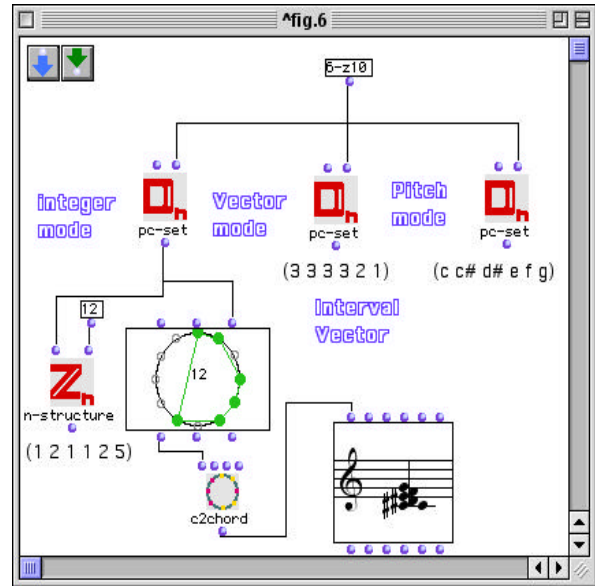 ^fig.6
6-z10
integer mode
Vector mode
Pitch mode
pc-set
pc-set
pc-set
(3 3 3 3 2 1)
(c c# d# e f g)
Interval
Vector
12
12
n-structure
(1 2 1 1 2 5)
c2chord